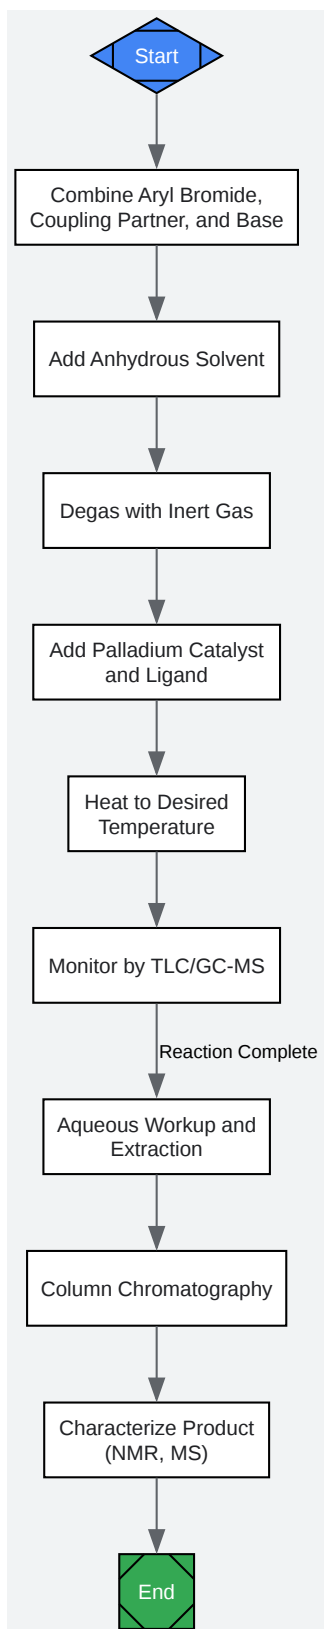 Start
Combine Aryl Bromide,
Coupling Partner, and Base
Add Anhydrous Solvent
Degas with Inert Gas
Add Palladium Catalyst
and Ligand
Heat to Desired
Temperature
Monitor by TLC/GC-MS
Reaction Complete
Aqueous Workup and
Extraction
Column Chromatography
Characterize Product
(NMR, MS)
End